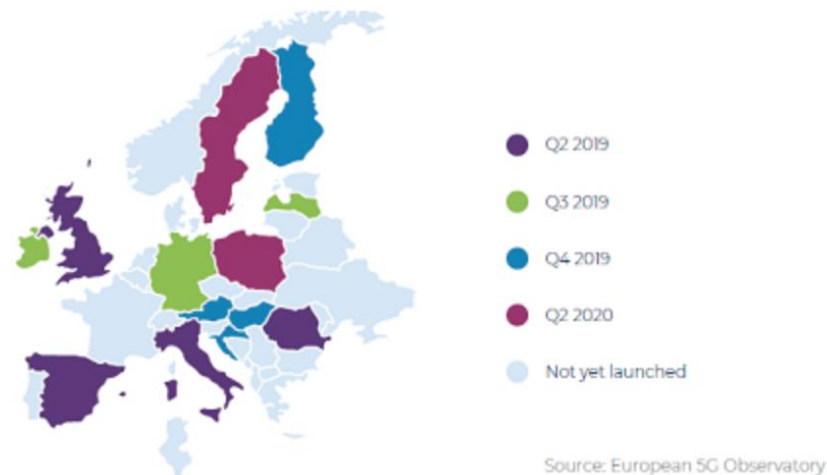 Q2 2019
Q3 2019
Q4 2019
Q2 2020
Not yet launched
Source: European 5G Observatory